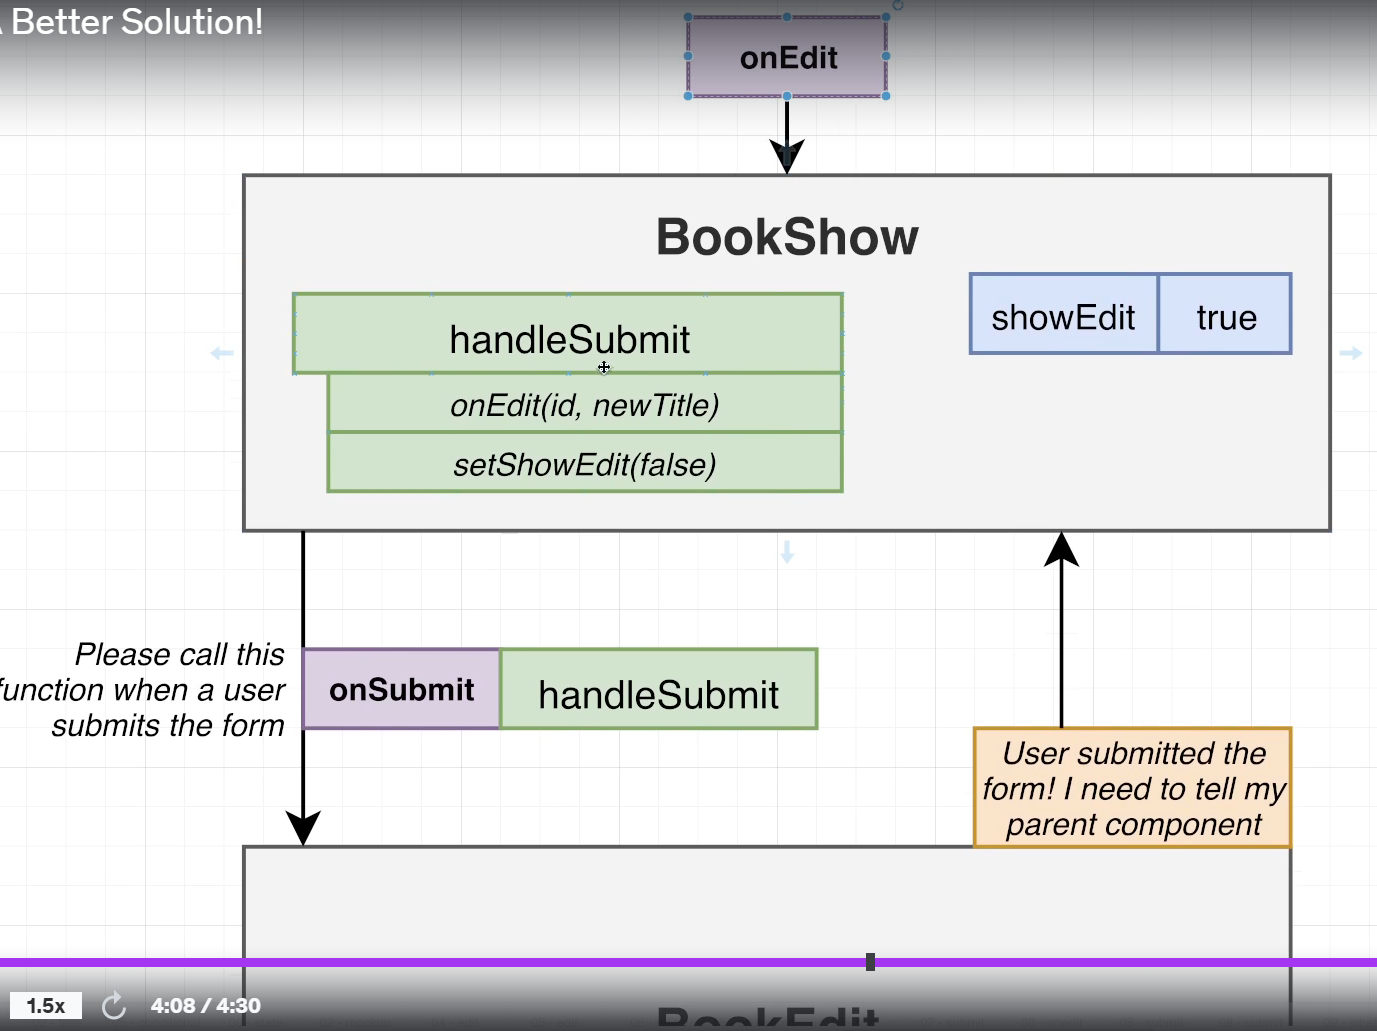 A Better Solution!
onEdit
BookShow
handleSubmit
showEdit
true
onEdit(id, newTitle)
setShowEdit(false)
Please call this
function when a user
submits the form
onSubmit
handleSubmit
User submitted the
form! I need to tell my
parent component
BookEdit
1.5x
4:08 / 4:30